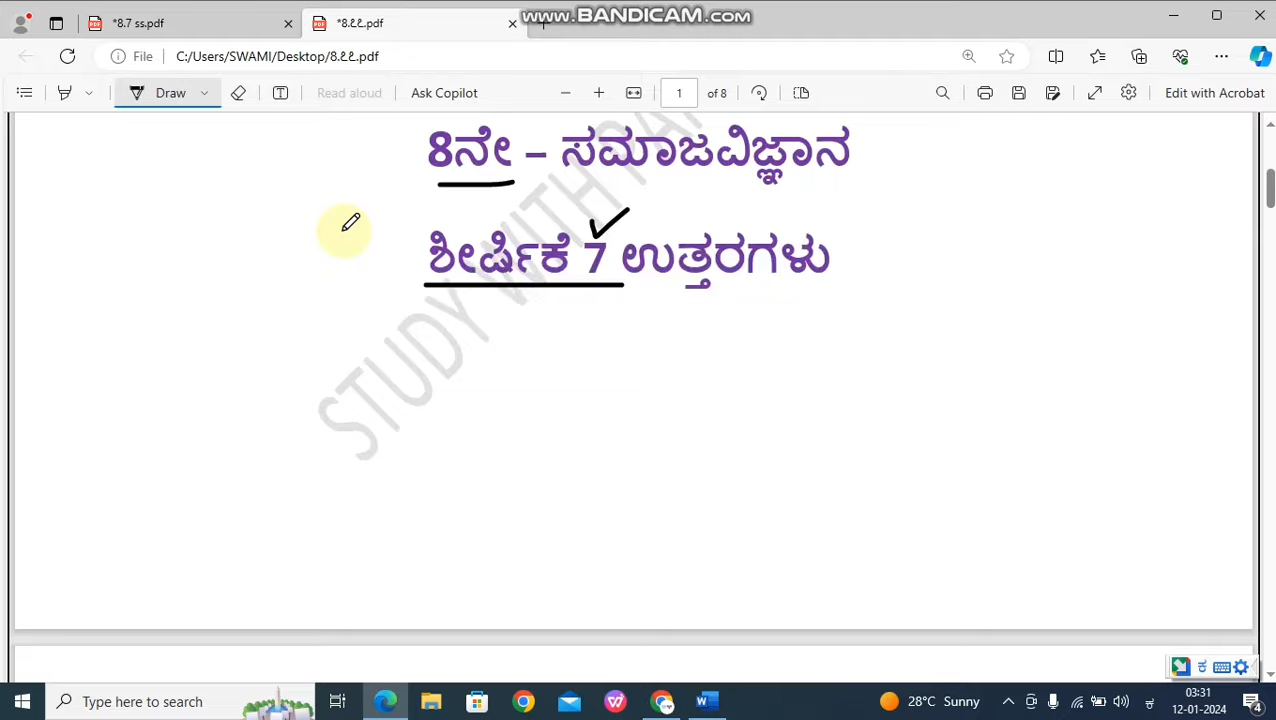 www.BANDICAM.com
*8.7 ss.pdf
*8.ಪಿಪಿ.pdf
File
C:/Users/SWAMI/Desktop/8.ಪಿಪಿ.pdf
Draw
Read aloud
Ask Copilot
1
of 8
Edit with Acrobat
8ನೇ – ಸಮಾಜವಿಜ್ಞಾನ
ಶೀರ್ಷಿಕೆ 7 ಉತ್ತರಗಳು
STUDY WITH
Type here to search
28°C Sunny
03:31
12-01-2024
4